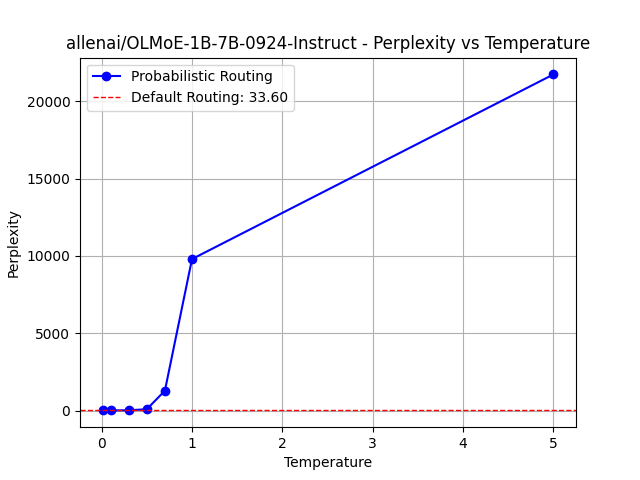 allenai/OLMoE-1B-7B-0924-Instruct - Perplexity vs Temperature
Probabilistic Routing
Default Routing: 33.60
Perplexity
20000
15000
10000
5000
0
0 1 2 3 4 5
Temperature